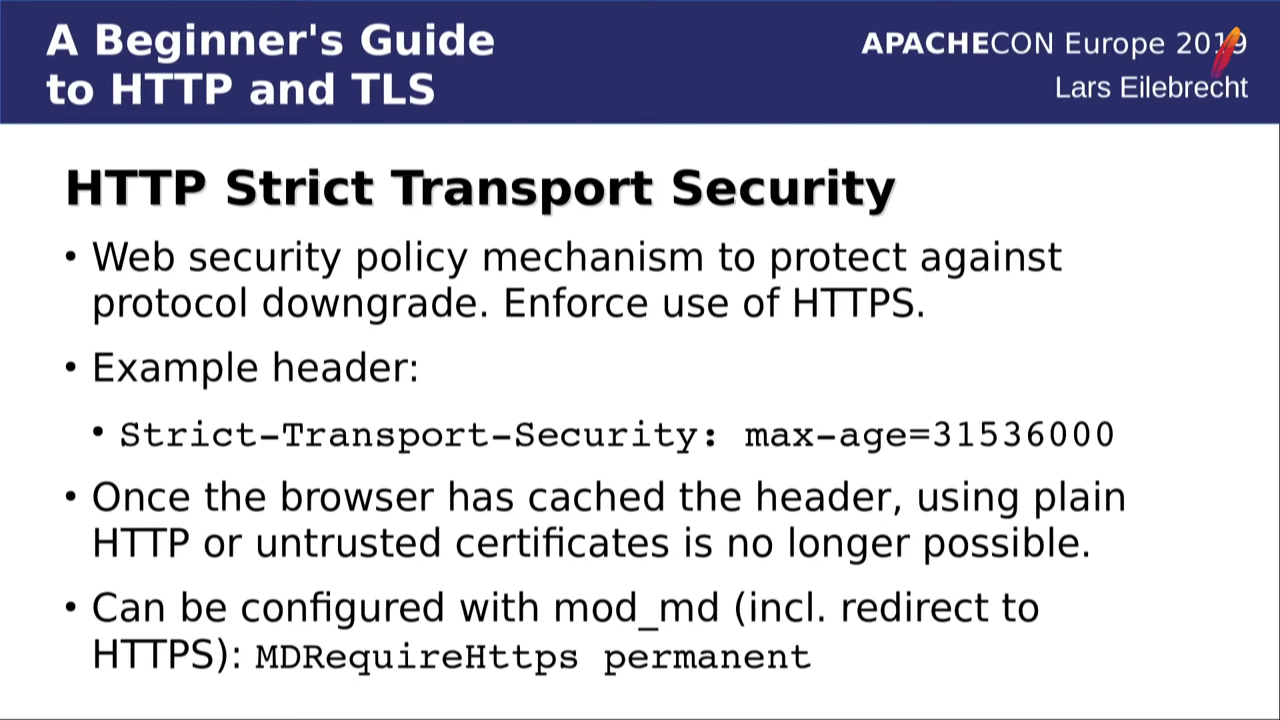 A Beginner's Guide
to HTTP and TLS
APACHECON Europe 2019
Lars Eilebrecht
HTTP Strict Transport Security
• Web security policy mechanism to protect against
protocol downgrade. Enforce use of HTTPS.
• Example header:
• Strict-Transport-Security: max-age=31536000
• Once the browser has cached the header, using plain
HTTP or untrusted certificates is no longer possible.
• Can be configured with mod_md (incl. redirect to
HTTPS): MDRequireHttps permanent